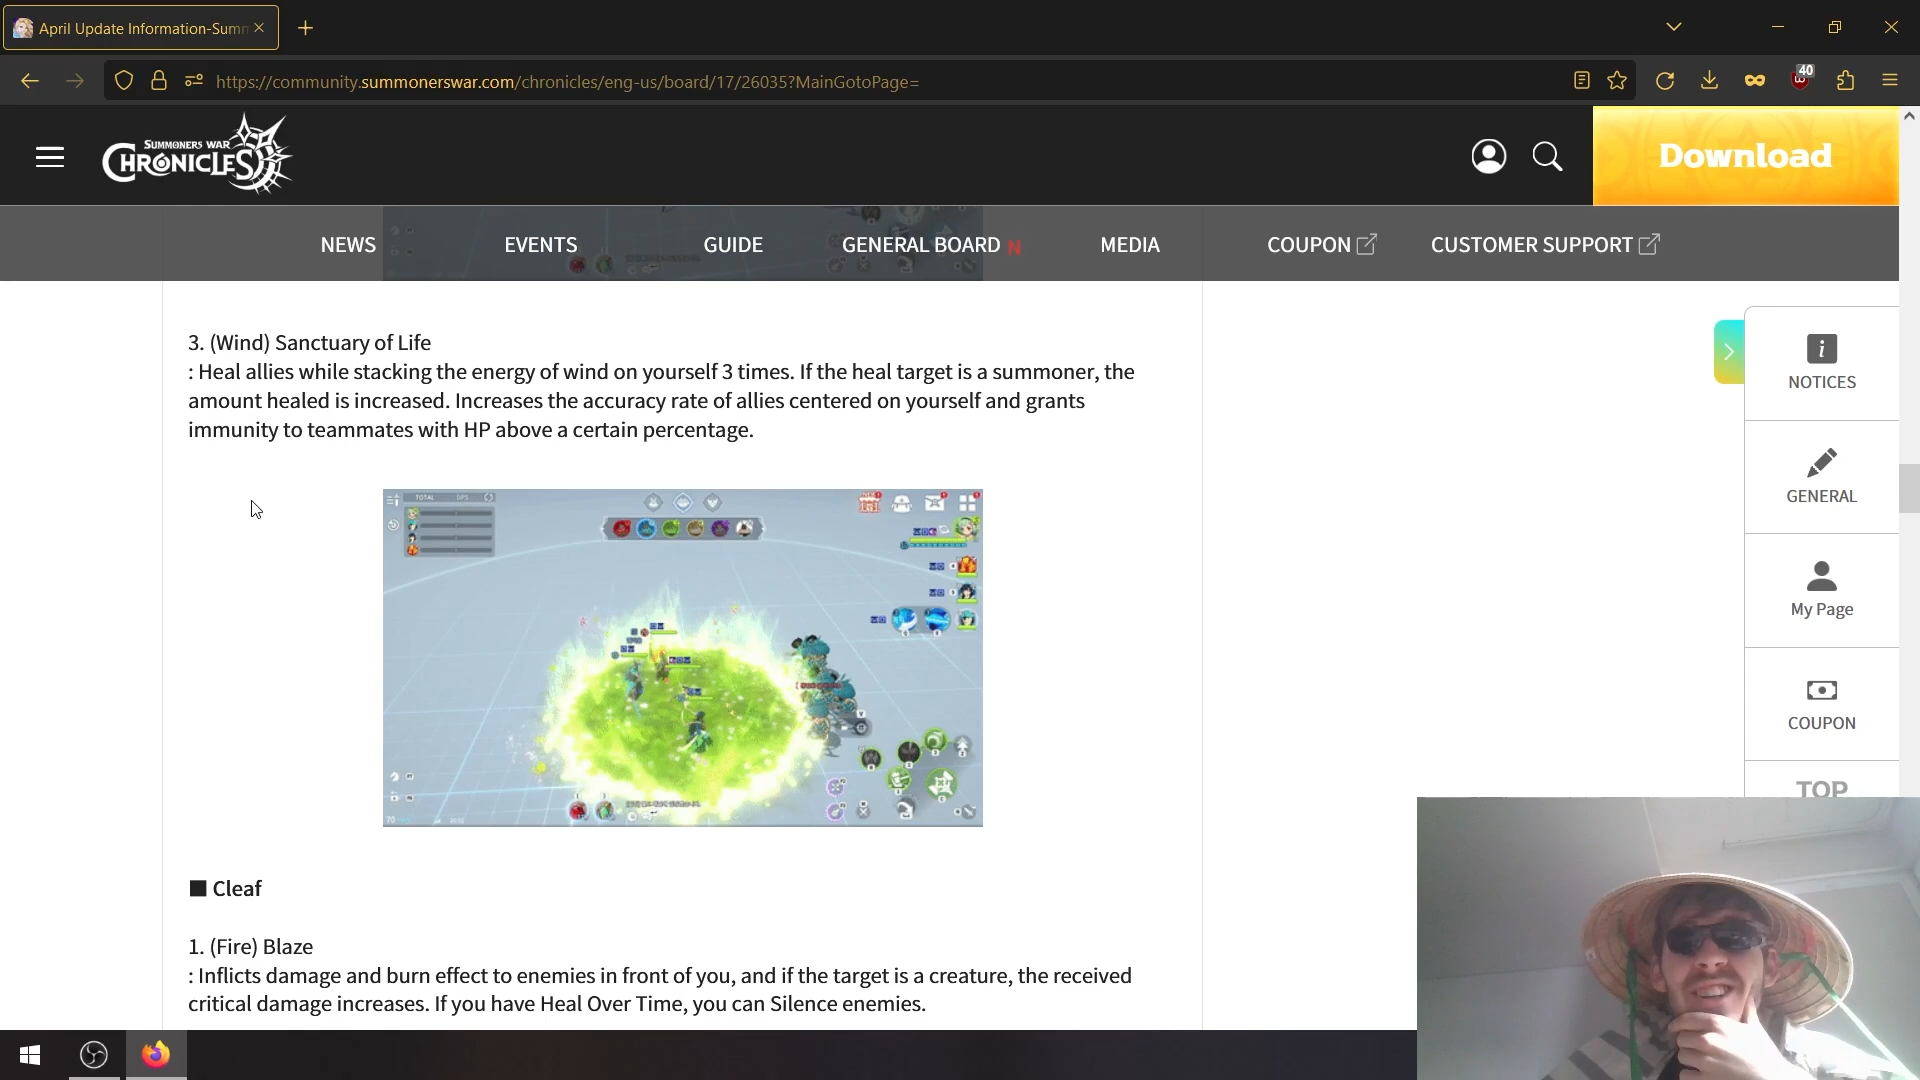 April Update Information-Sum
https://community.summonerswar.com/chronicles/eng-us/board/17/26035?MainGotoPage=
40
SUMMONERS WAR
CHRONICLES
Download
NEWS
EVENTS
GUIDE
GENERAL BOARD N
MEDIA
COUPON
CUSTOMER SUPPORT
3. (Wind) Sanctuary of Life
: Heal allies while stacking the energy of wind on yourself 3 times. If the heal target is a summoner, the
amount healed is increased. Increases the accuracy rate of allies centered on yourself and grants
immunity to teammates with HP above a certain percentage.
NOTICES
GENERAL
My Page
COUPON
TOP
TOTAL DPS
■ Cleaf
1. (Fire) Blaze
: Inflicts damage and burn effect to enemies in front of you, and if the target is a creature, the received
critical damage increases. If you have Heal Over Time, you can Silence enemies.